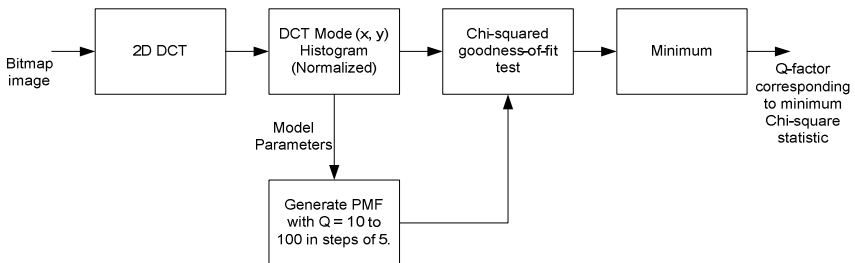 Bitmap
image
2D DCT
DCT Mode (x, y)
Histogram
(Normalized)
Chi-squared
goodness-of-fit
test
Minimum
Q-factor
corresponding
to minimum
Chi-square
statistic
Model
Parameters
Generate PMF
with Q = 10 to
100 in steps of 5.